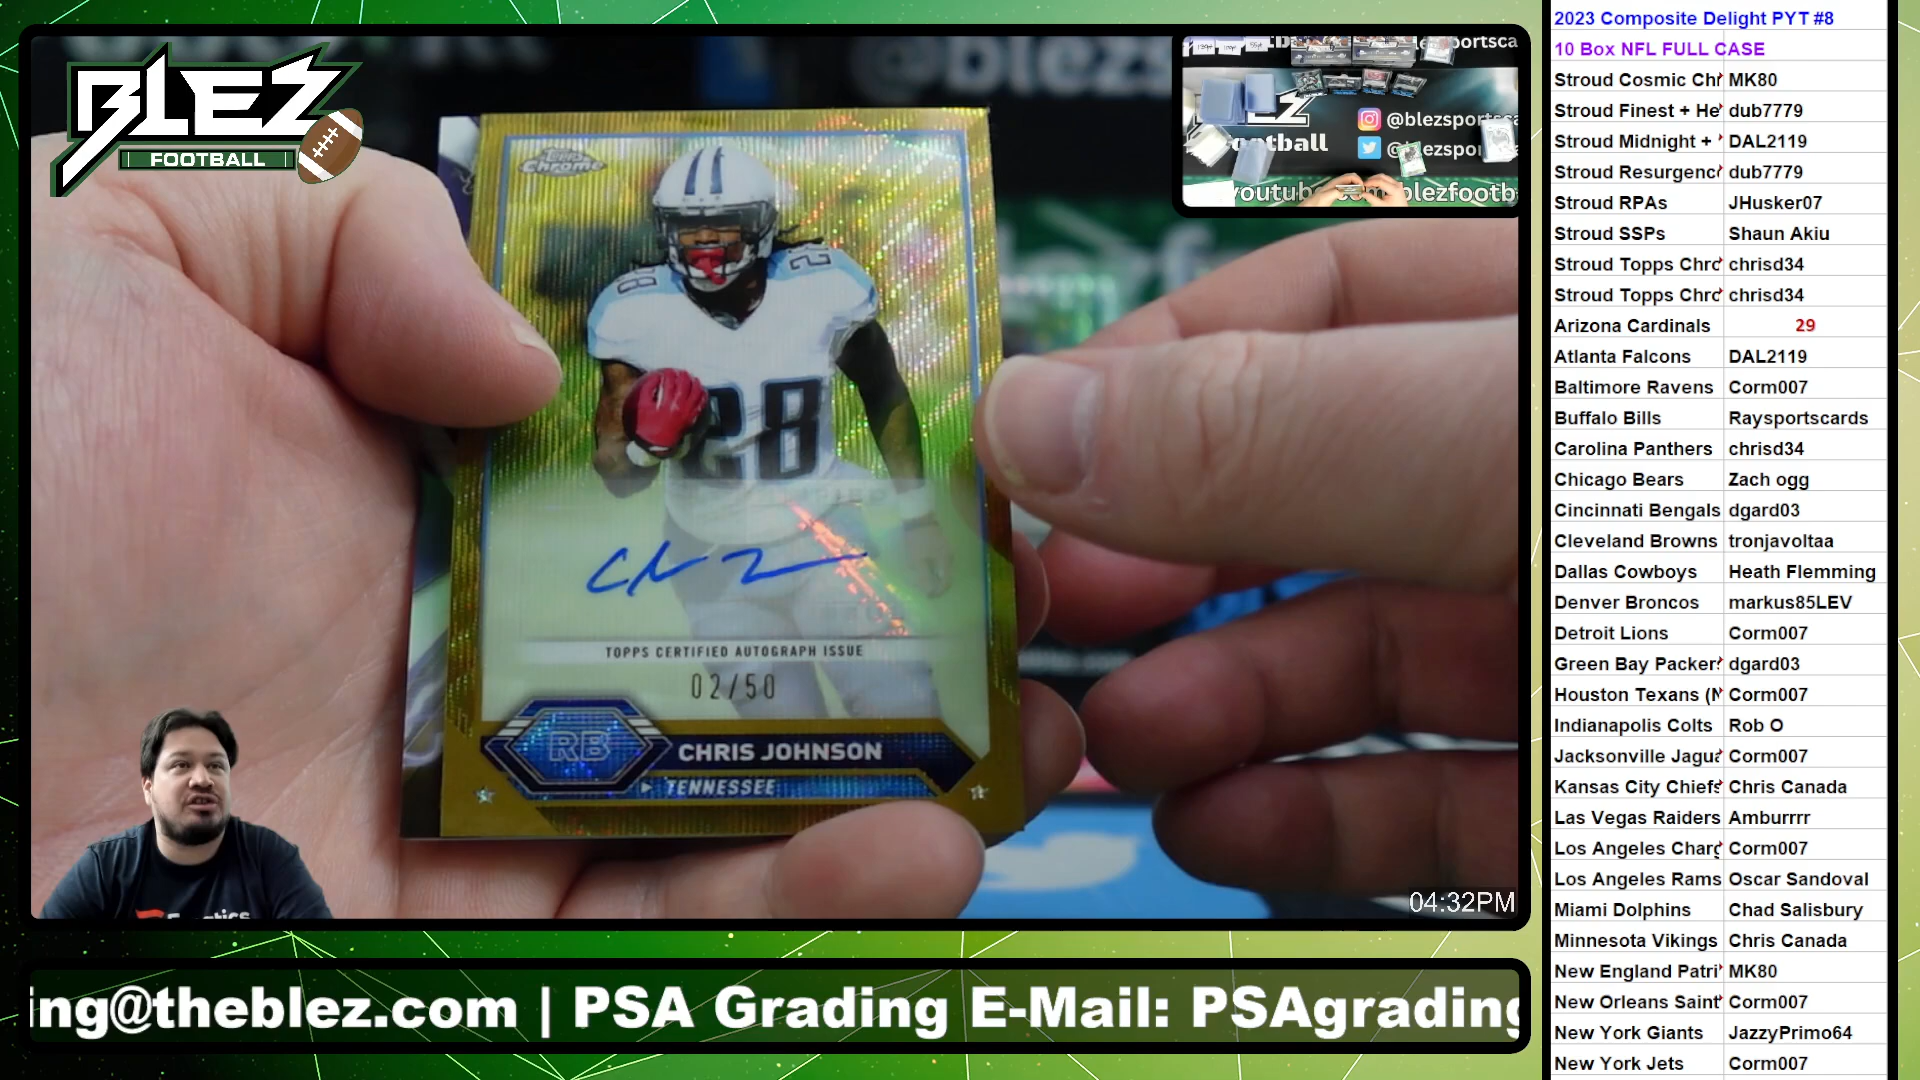 BLEZ
FOOTBALL
Topps
Chrome
28
28
28
TOPPS CERTIFIED AUTOGRAPH ISSUE
02/50
RB
CHRIS JOHNSON
TENNESSEE
@blezs
@blezsportsca
@blezspor
04:32PM
ing@theblez.com | PSA Grading E-Mail: PSAgrading
2023 Composite Delight PYT #8
10 Box NFL FULL CASE
Stroud Cosmic Chr MK80
Stroud Finest + He dub7779
Stroud Midnight + DAL2119
Stroud Resurgenc dub7779
Stroud RPAs JHusker07
Stroud SSPs Shaun Akiu
Stroud Topps Chro chrisd34
Stroud Topps Chro chrisd34
Arizona Cardinals 29
Atlanta Falcons DAL2119
Baltimore Ravens Corm007
Buffalo Bills Raysportscards
Carolina Panthers chrisd34
Chicago Bears Zach ogg
Cincinnati Bengals dgard03
Cleveland Browns tronjavoltaa
Dallas Cowboys Heath Flemming
Denver Broncos markus85LEV
Detroit Lions Corm007
Green Bay Packer dgard03
Houston Texans (N Corm007
Indianapolis Colts Rob O
Jacksonville Jagua Corm007
Kansas City Chiefs Chris Canada
Las Vegas Raiders Amburrrr
Los Angeles Charg Corm007
Los Angeles Rams Oscar Sandoval
Miami Dolphins Chad Salisbury
Minnesota Vikings Chris Canada
New England Patri MK80
New Orleans Saint Corm007
New York Giants JazzyPrimo64
New York Jets Corm007